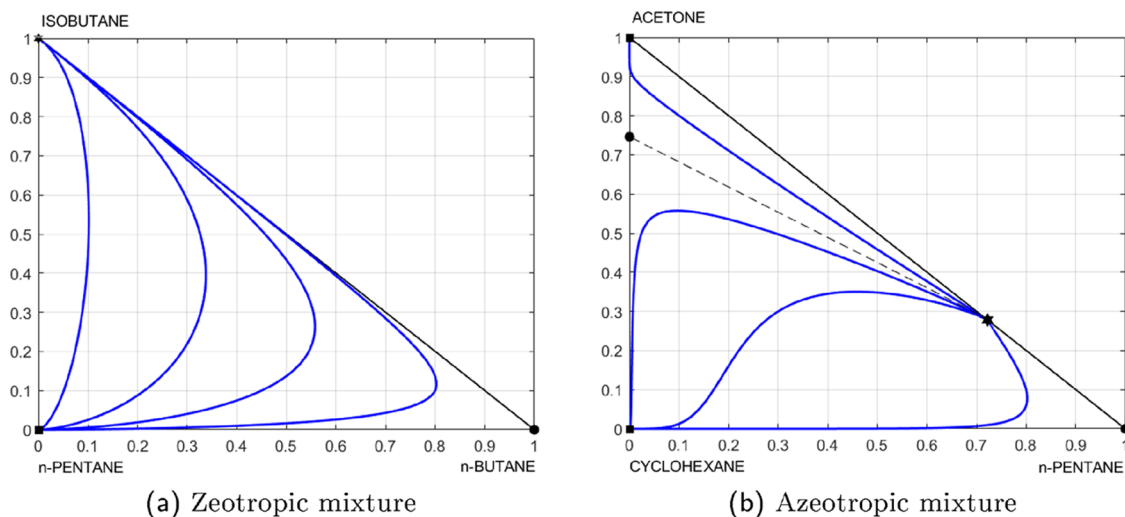 ISOBUTANE
1
0.9
0.8
0.7
0.6
0.5
0.4
0.3
0.2
0.1
0
0 0.1 0.2 0.3 0.4 0.5 0.6 0.7 0.8 0.9 1
n-PENTANE n-BUTANE
(a) Zeotropic mixture
ACETONE
1
0.9
0.8
0.7
0.6
0.5
0.4
0.3
0.2
0.1
0
0 0.1 0.2 0.3 0.4 0.5 0.6 0.7 0.8 0.9 1
CYCLOHEXANE n-PENTANE
(b) Azeotropic mixture